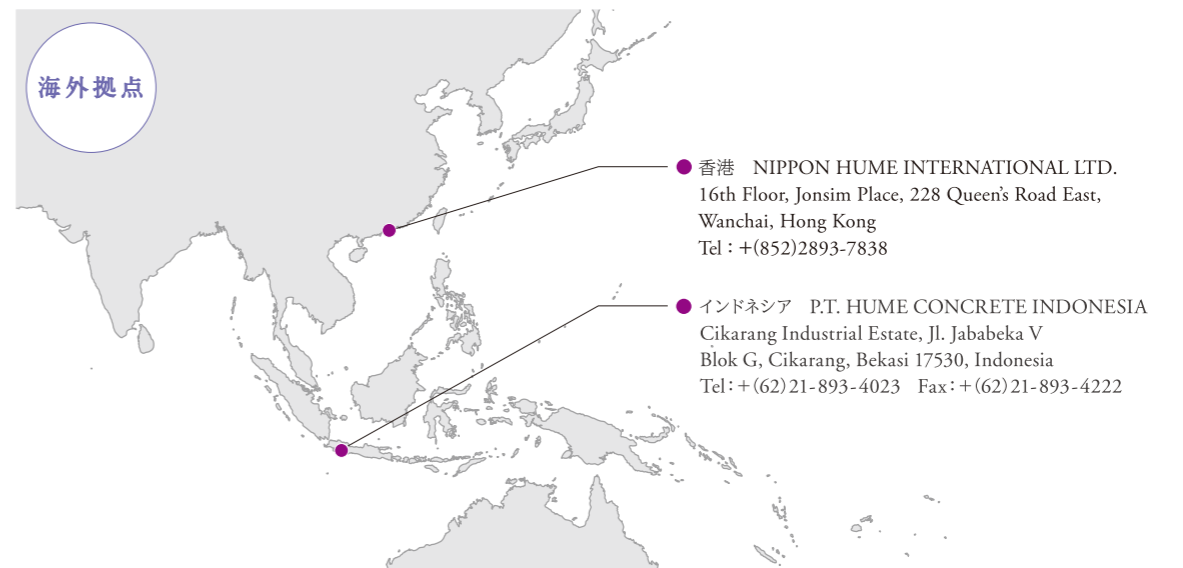 海外拠点
香港　NIPPON HUME INTERNATIONAL LTD.
16th Floor, Jonsim Place, 228 Queen’s Road East,
Wanchai, Hong Kong
Tel：+(852)2893-7838
インドネシア　P.T. HUME CONCRETE INDONESIA
Cikarang Industrial Estate, Jl. Jababeka V
Blok G, Cikarang, Bekasi 17530, Indonesia
Tel：+(62)21-893-4023　Fax：+(62)21-893-4222